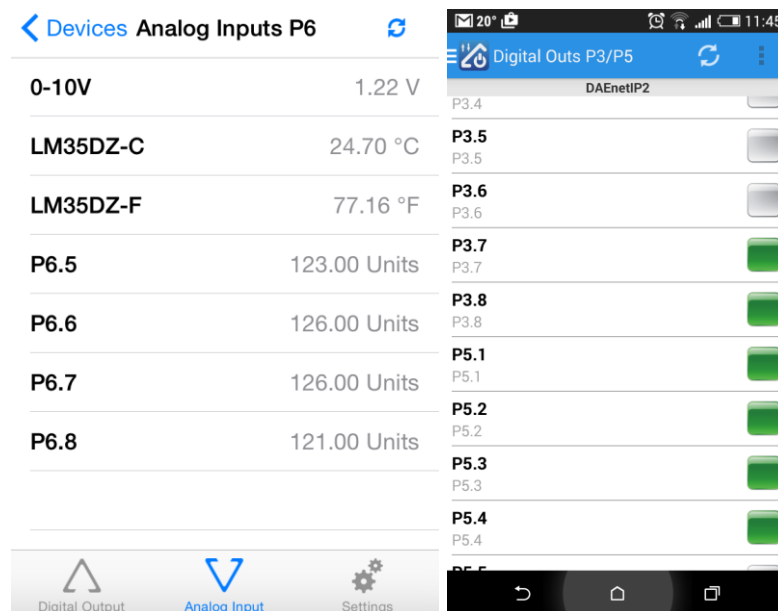 Devices Analog Inputs P6
0-10V 1.22 V
LM35DZ-C 24.70 °C
LM35DZ-F 77.16 °F
P6.5 123.00 Units
P6.6 126.00 Units
P6.7 126.00 Units
P6.8 121.00 Units
Digital Output Analog Input Settings
20° 11:45
Digital Outs P3/P5
DAEnetIP2
P3.4
P3.5
P3.5
P3.6
P3.6
P3.7
P3.7
P3.8
P3.8
P5.1
P5.1
P5.2
P5.2
P5.3
P5.3
P5.4
P5.4
P5.5